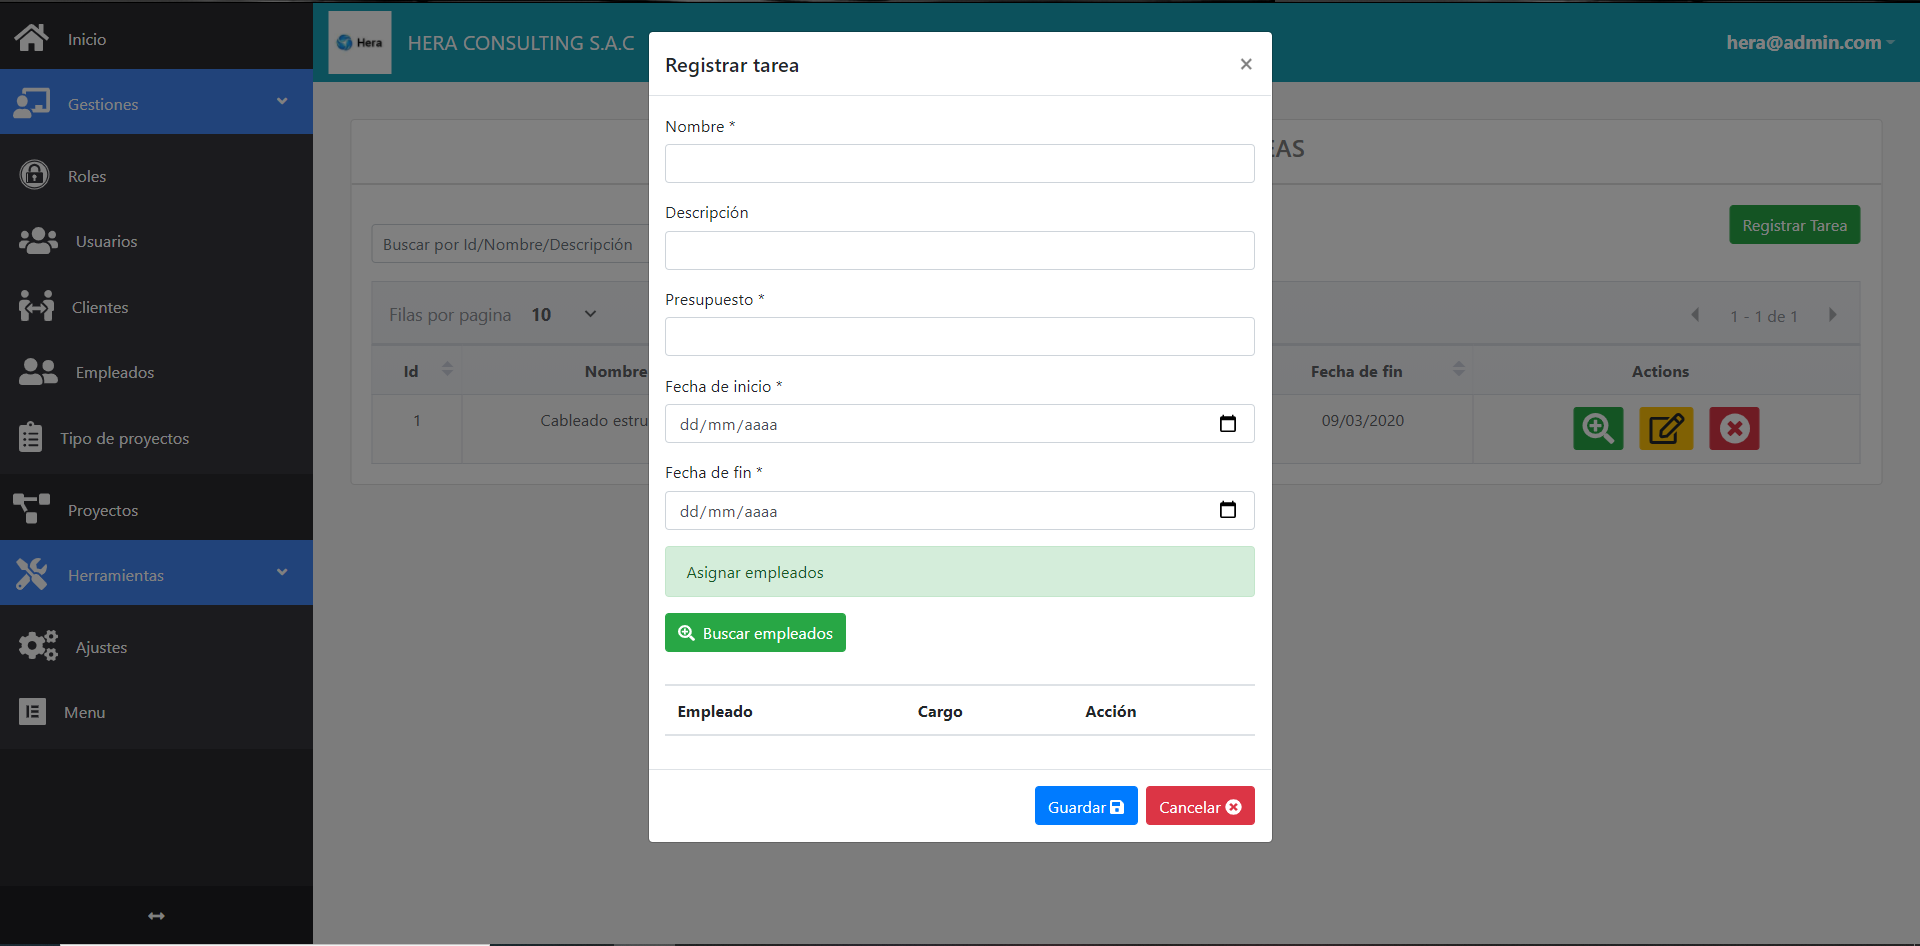 Inicio
Gestiones
Roles
Usuarios
Clientes
Empleados
Tipo de proyectos
Proyectos
Herramientas
Ajustes
Menu
Hera
HERA CONSULTING S.A.C
hera@admin.com
Registrar Tarea
Buscar por Id/Nombre/Descripción
Filas por pagina 10
1 - 1 de 1
Id Nombre Fecha de fin Actions
1 Cableado 09/03/2020
Registrar tarea
×
Nombre *
Descripción
Presupuesto *
Fecha de inicio *
dd/mm/aaaa
Fecha de fin *
dd/mm/aaaa
Asignar empleados
Buscar empleados
Empleado Cargo Acción
Guardar Cancelar